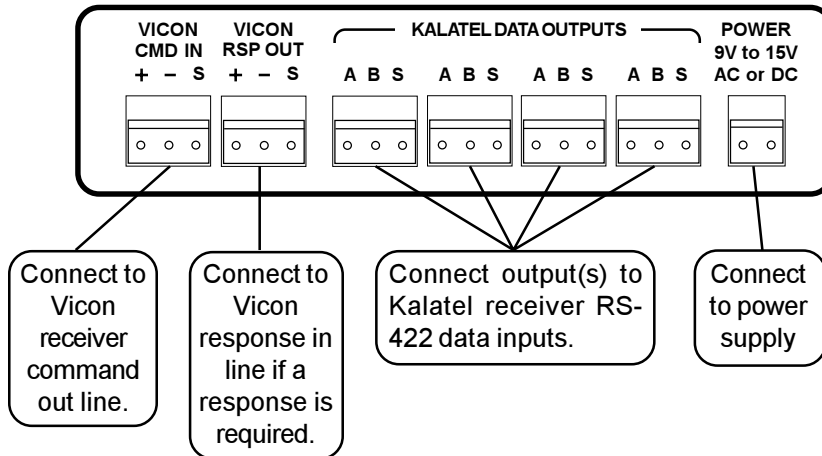 VICON
CMD IN
+ – S
VICON
RSP OUT
+ – S
KALATEL DATA OUTPUTS
A B S
A B S
A B S
A B S
POWER
9V to 15V
AC or DC
Connect to
Vicon
receiver
command
out line.
Connect to
Vicon
response in
line if a
response is
required.
Connect output(s) to
Kalatel receiver RS-
422 data inputs.
Connect
to power
supply